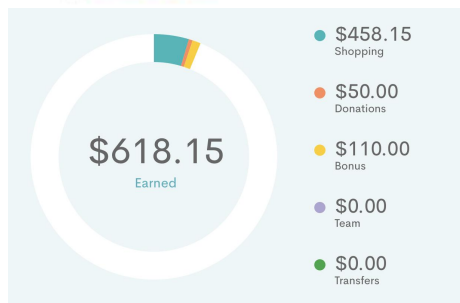 $618.15
Earned
$458.15
Shopping
$50.00
Donations
$110.00
Bonus
$0.00
Team
$0.00
Transfers